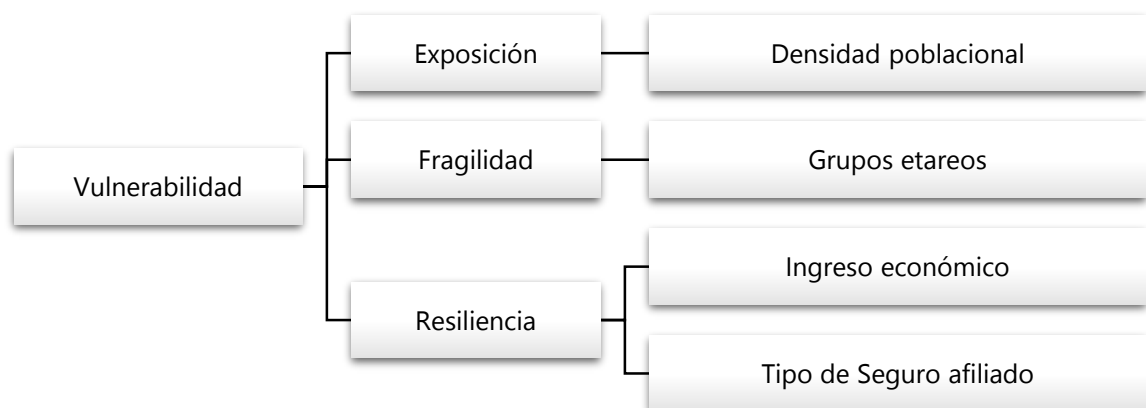 Vulnerabilidad
Exposición
Densidad poblacional
Fragilidad
Grupos etareos
Resiliencia
Ingreso económico
Tipo de Seguro afiliado